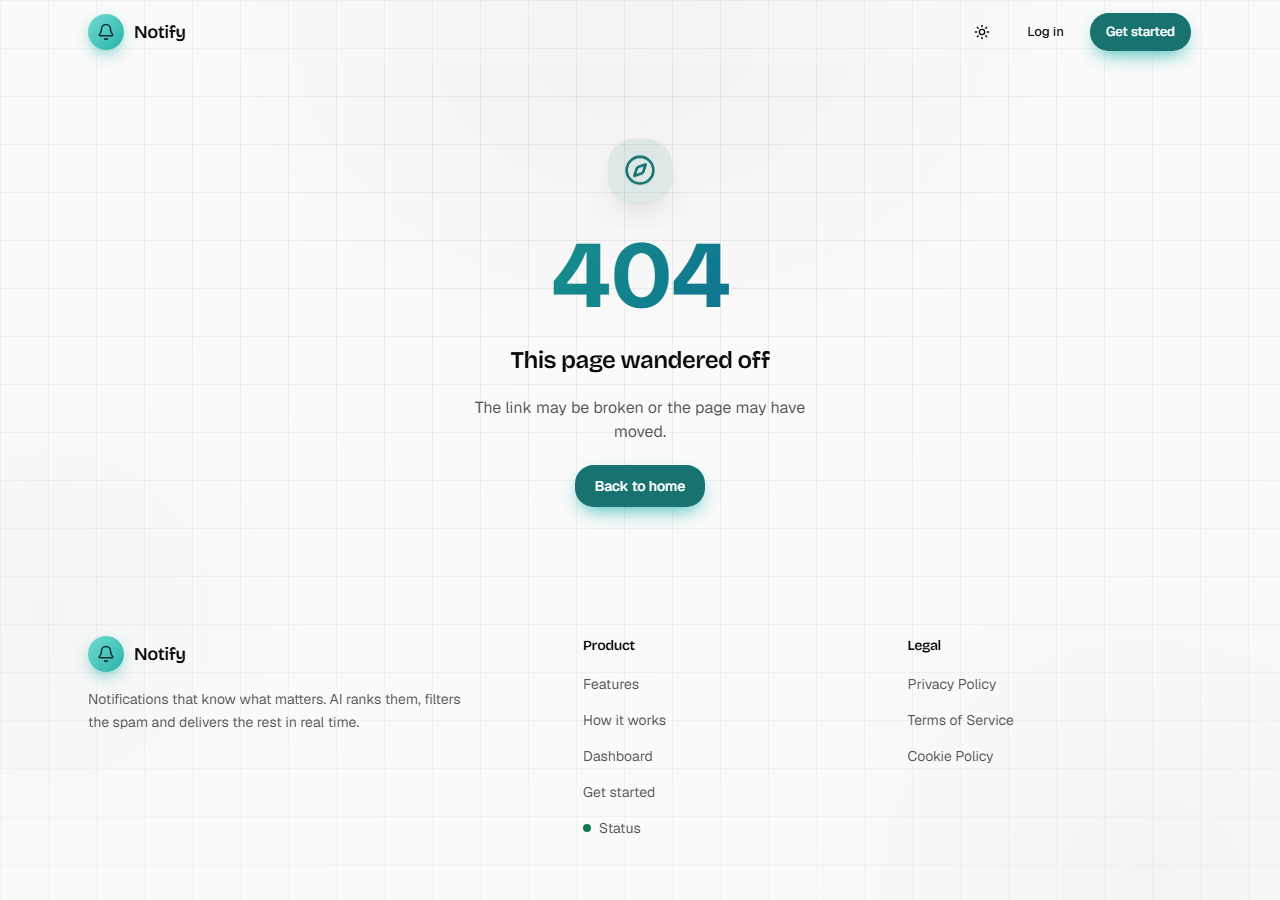 Notify
Log in
Get started
404
This page wandered off
The link may be broken or the page may have
moved.
Back to home
Notify
Notifications that know what matters. AI ranks them, filters
the spam and delivers the rest in real time.
Product
Features
How it works
Dashboard
Get started
Status
Legal
Privacy Policy
Terms of Service
Cookie Policy